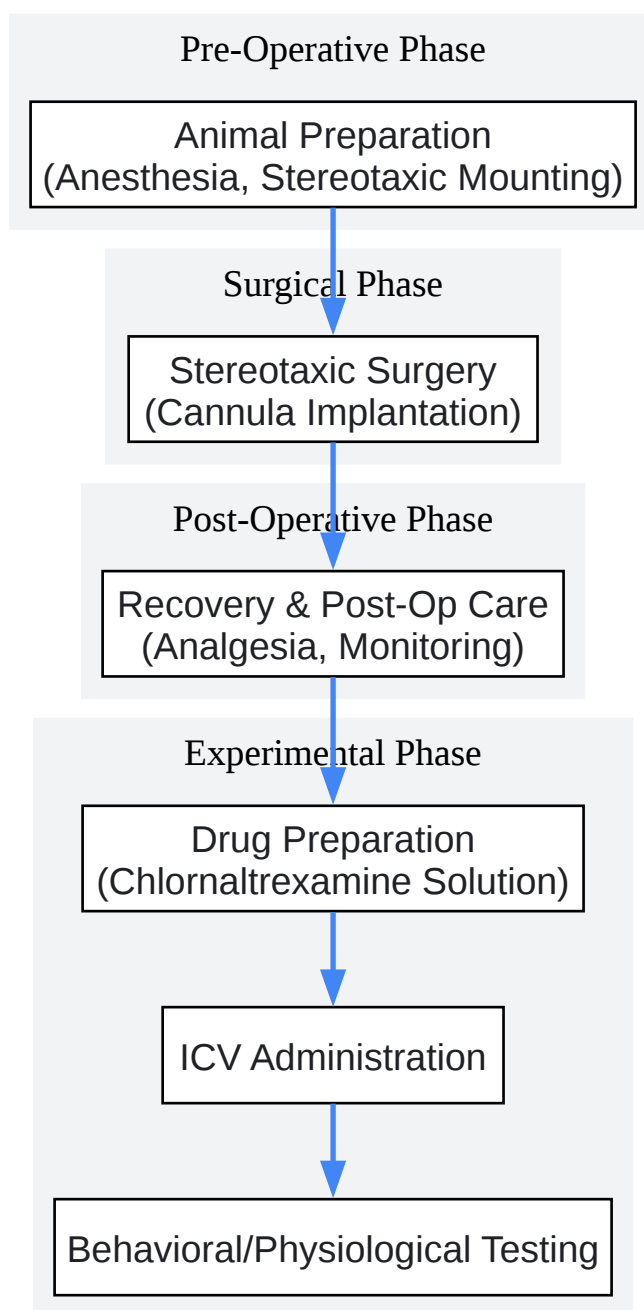 Pre-Operative Phase
Animal Preparation
(Anesthesia, Stereotaxic Mounting)
Surgical Phase
Stereotaxic Surgery
(Cannula Implantation)
Post-Operative Phase
Recovery & Post-Op Care
(Analgesia, Monitoring)
Experimental Phase
Drug Preparation
(Chlornaltrexamine Solution)
ICV Administration
Behavioral/Physiological Testing